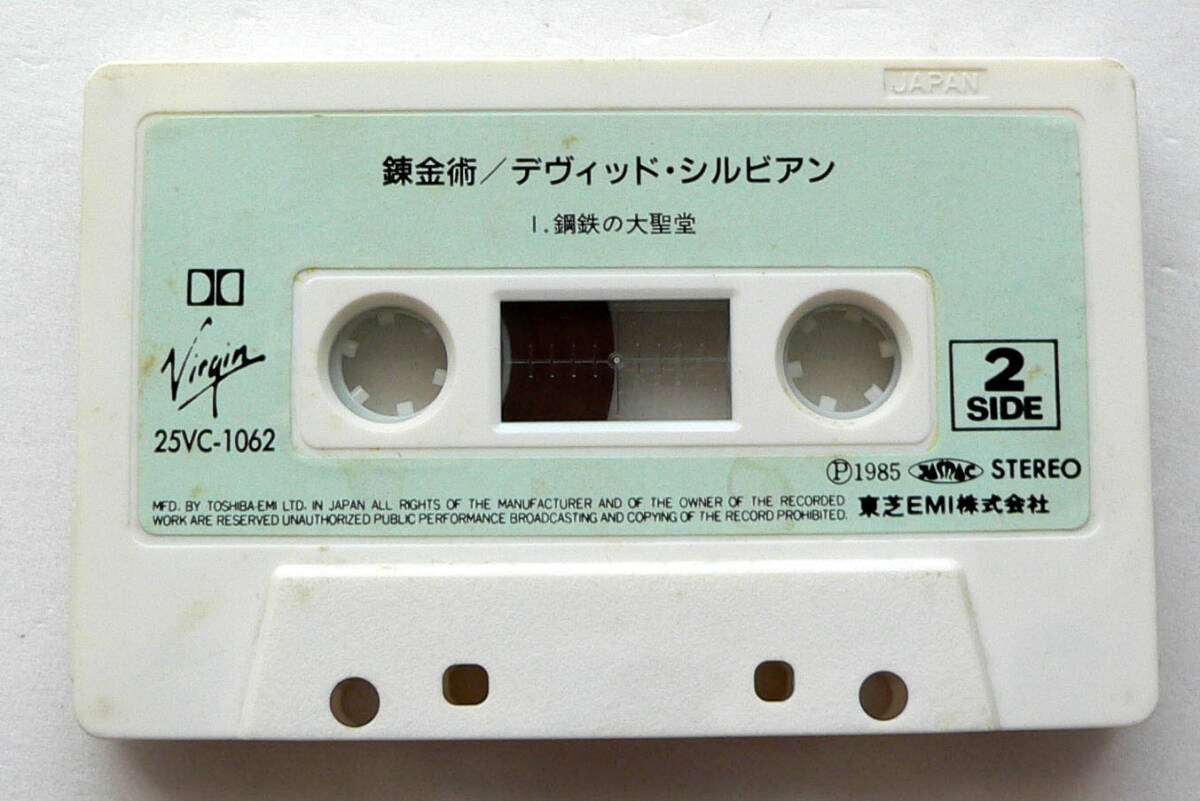 JAPAN
錬金術/デヴィッド・シルビアン
1.鋼鉄の大聖堂
Virgin
25VC-1062
2
SIDE
Ⓟ1985 JASRAC STEREO
MFD. BY TOSHIBA-EMI LTD. IN JAPAN ALL RIGHTS OF THE MANUFACTURER AND OF THE OWNER OF THE RECORDED
WORK ARE RESERVED UNAUTHORIZED PUBLIC PERFORMANCE BROADCASTING AND COPYING OF THE RECORD PROHIBITED.
東芝EMI株式会社